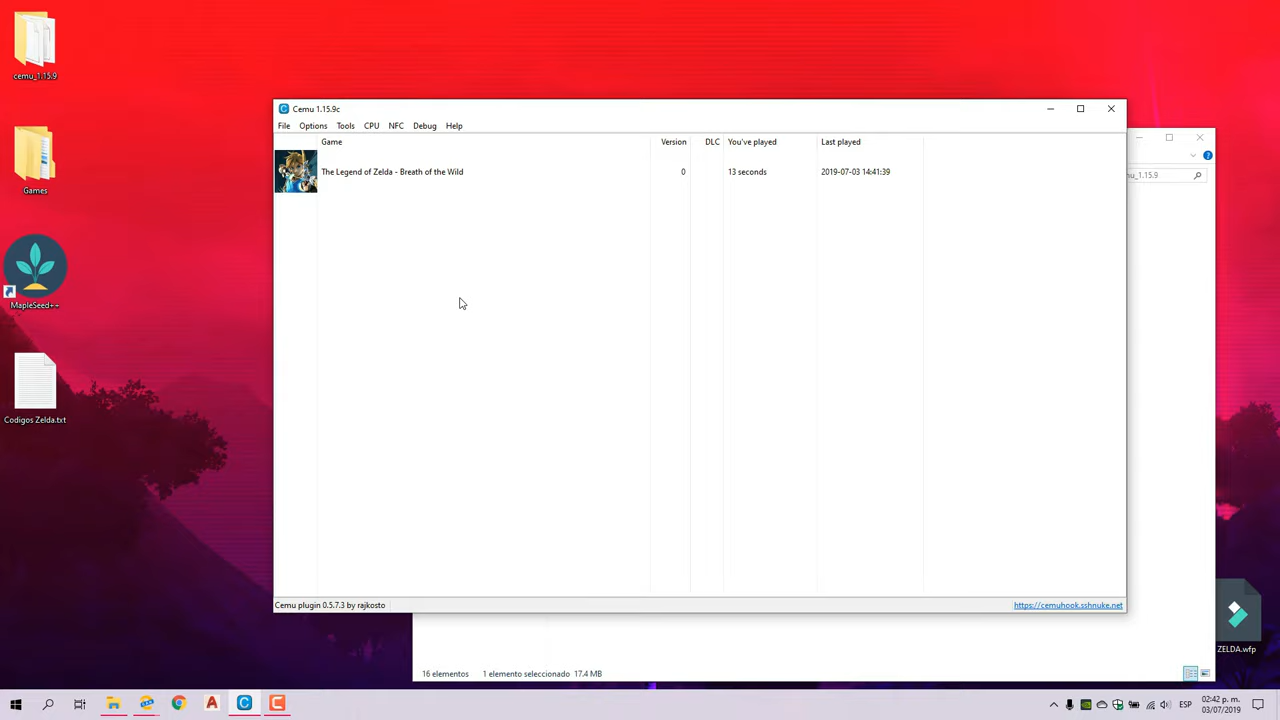 cemu_1.15.9
Games
MapleSeed++
Codigos Zelda.txt
Cemu 1.15.9c
File Options Tools CPU NFC Debug Help
Game Version DLC You've played Last played
The Legend of Zelda - Breath of the Wild 0 13 seconds 2019-07-03 14:41:39
Cemu plugin 0.5.7.3 by rajkosto https://cemuhook.sshnuke.net
ZELDA.wfp
16 elementos 1 elemento seleccionado 17.4 MB
ESP
02:42 p. m.
03/07/2019